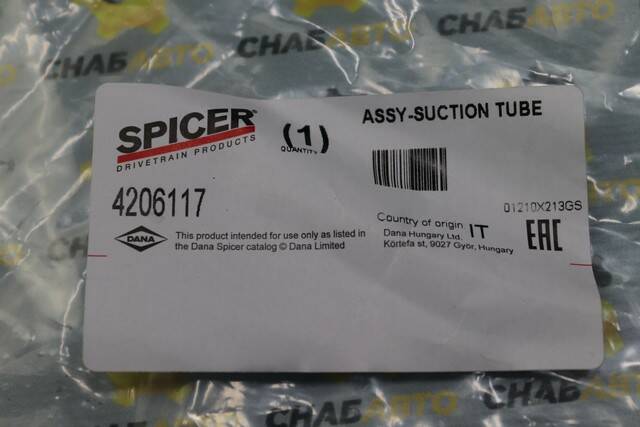 СНАБАВТО
СНАБАВТО
SPICER
DRIVETRAIN PRODUCTS
(1)
QUANTITY
ASSY-SUCTION TUBE
4206117
01210X213GS
DANA
This product intended for use only as listed in
the Dana Spicer catalog © Dana Limited
Country of origin IT
Dana Hungary Ltd.
Körtefa st, 9027 Győr, Hungary
EAC
СНАБАВТО
СНАБАВТО